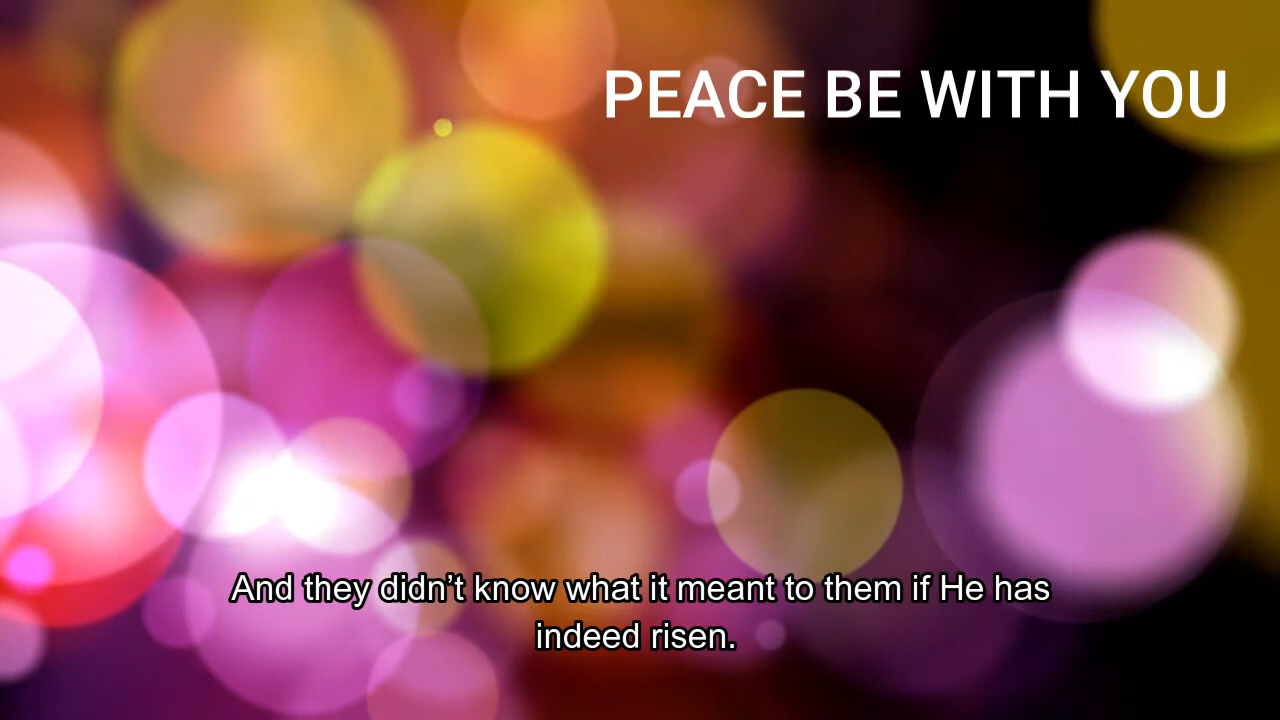 PEACE BE WITH YOU
And they didn’t know what it meant to them if He has
indeed risen.